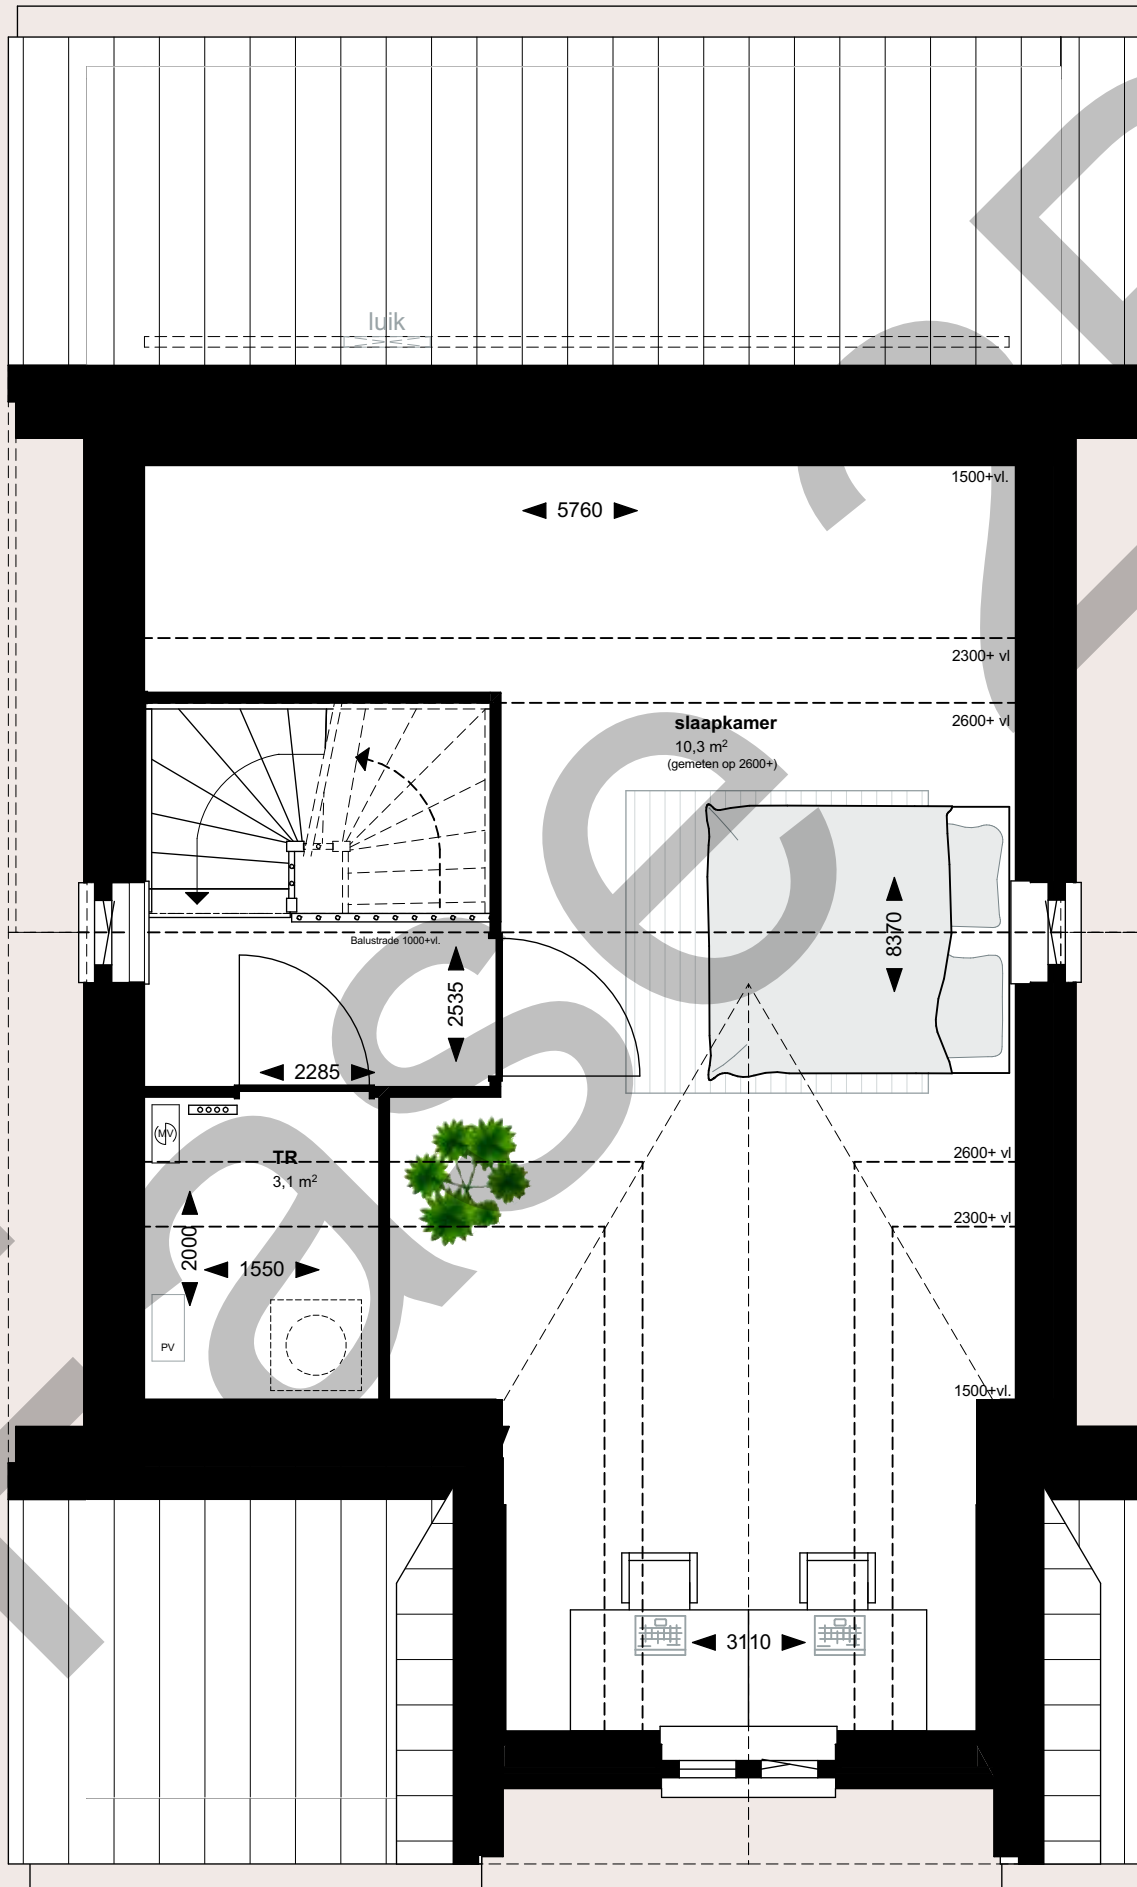 luik
1500+vl.
5760
2300+ vl
2600+ vl
slaapkamer
10,3 m²
(gemeten op 2600+)
8370
Balustrade 1000+vl.
2535
2285
MV
TR
3,1 m²
2600+ vl
2300+ vl
2000
1550
PV
1500+vl.
3110